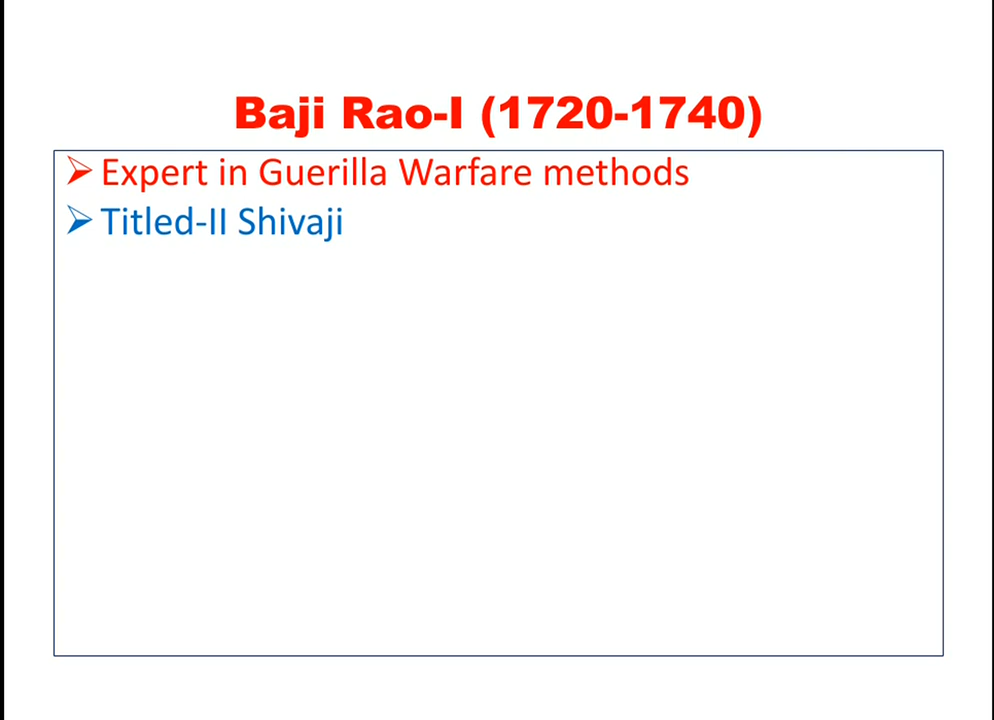 Baji Rao-I (1720-1740)
➢ Expert in Guerilla Warfare methods
➢ Titled-II Shivaji